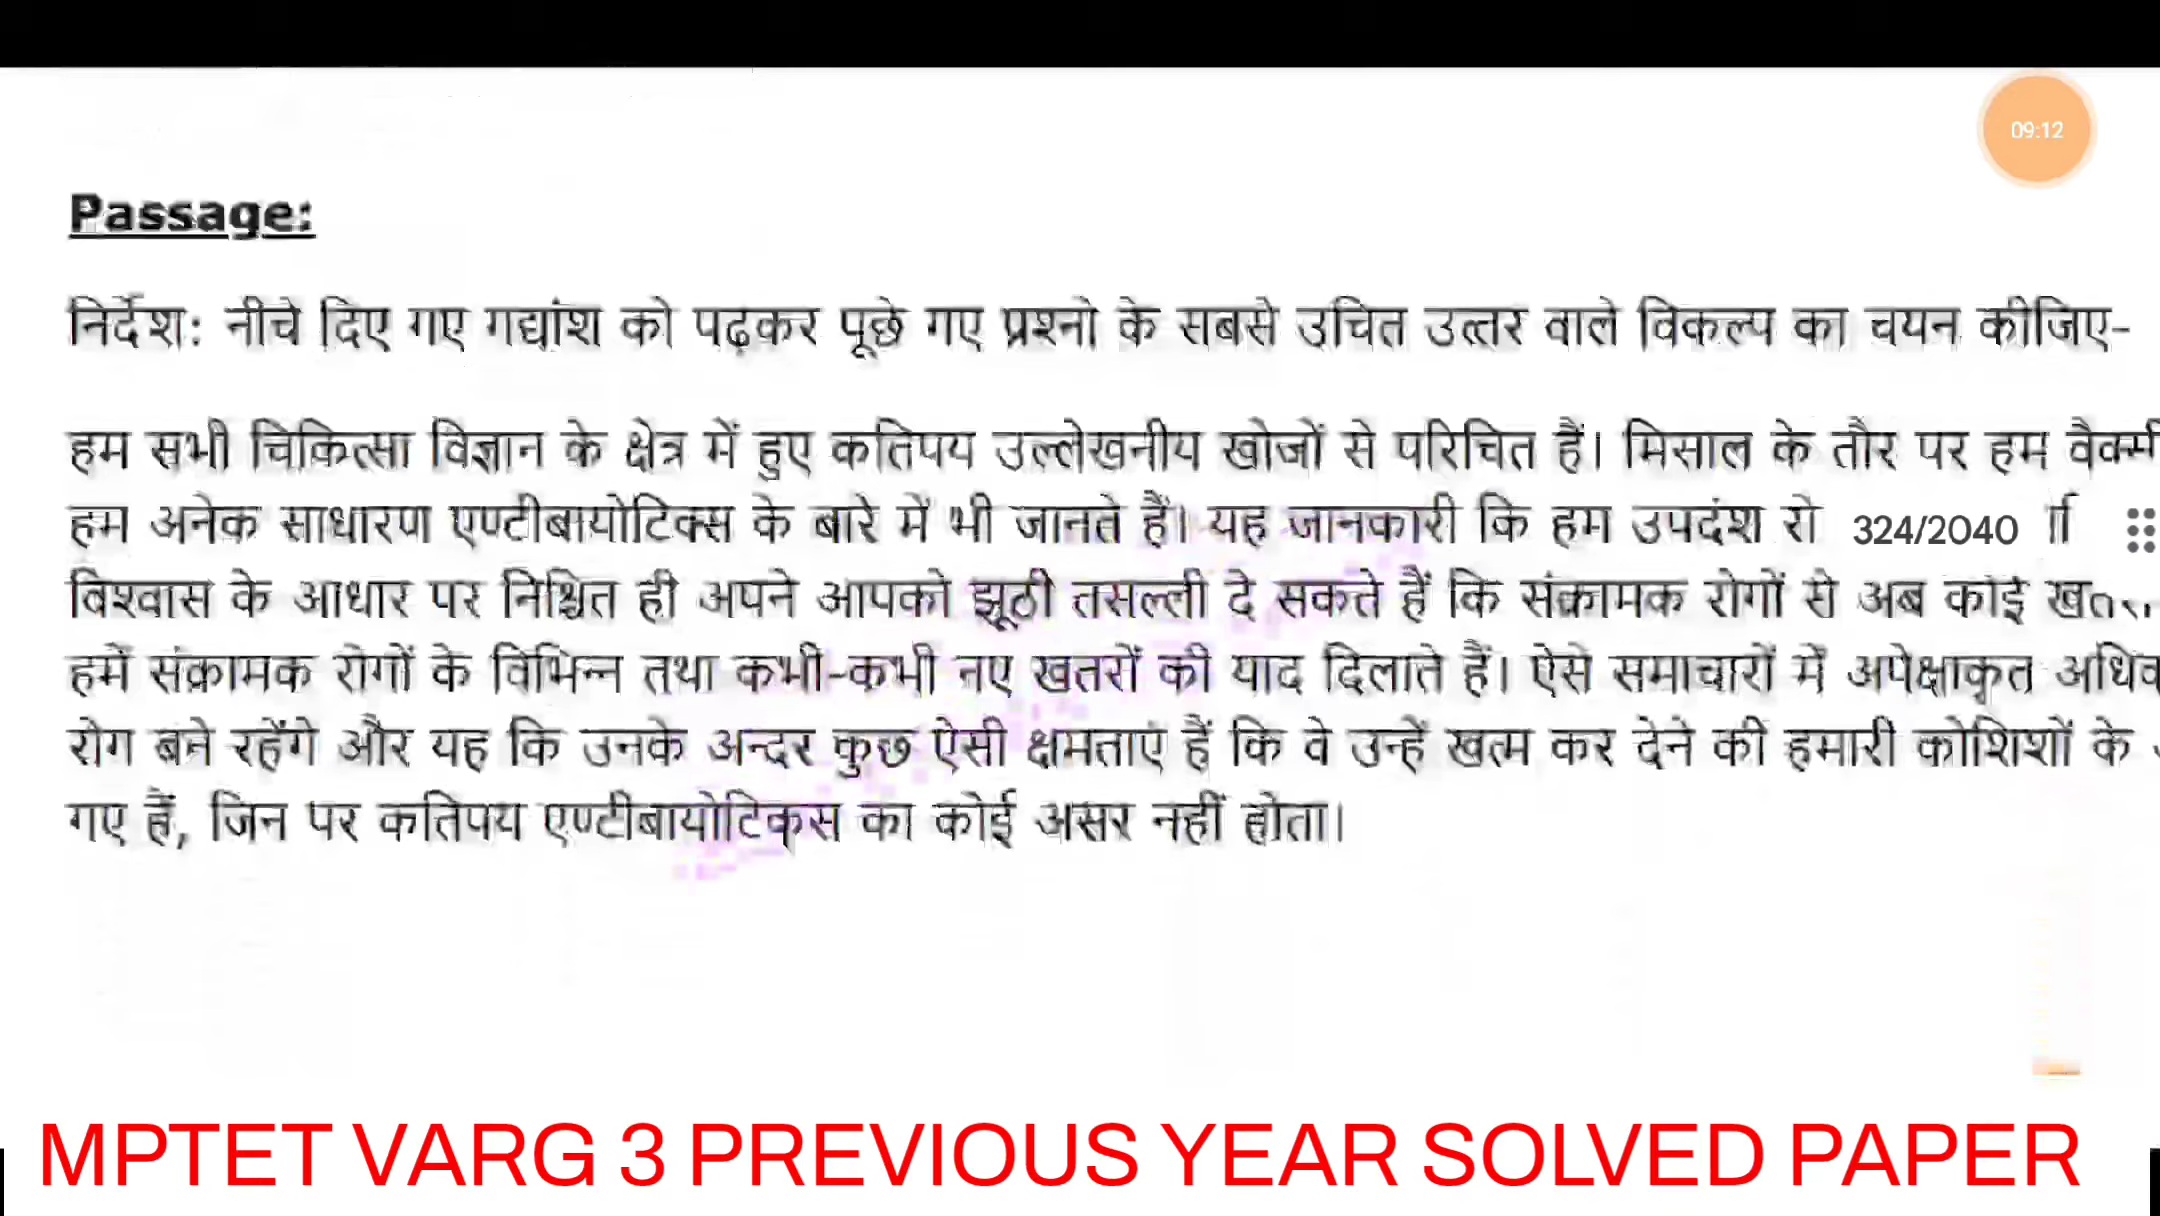 09:12
Passage:
निर्देश: नीचे दिए गए गद्यांश को पढ़कर पूछे गए प्रश्नो के सबसे उचित उत्तर वाले विकल्प का चयन कीजिए-
हम सभी चिकित्सा विज्ञान के क्षेत्र में हुए कतिपय उल्लेखनीय खोजों से परिचित हैं। मिसाल के तौर पर हम
हम अनेक साधारण एण्टीबायोटिक्स के बारे में भी जानते हैं। यह जानकारी कि हम उपदंश रो
324/2040
विश्वास के आधार पर निश्चित ही अपने आपको झूठी तसल्ली दे सकते हैं कि संक्रामक रोगों से अब कोई
हमें संक्रामक रोगों के विभिन्न तथा कभी-कभी नए खतरों की याद दिलाते हैं। ऐसे समाचारों में अपेक्षाकृत
रोग बने रहेंगे और यह कि उनके अन्दर कुछ ऐसी क्षमताएं हैं कि वे उन्हें खत्म कर देने की हमारी कोशिशों के
गए हैं, जिन पर कतिपय एण्टीबायोटिक्स का कोई असर नहीं होता।
MPTET VARG 3 PREVIOUS YEAR SOLVED PAPER